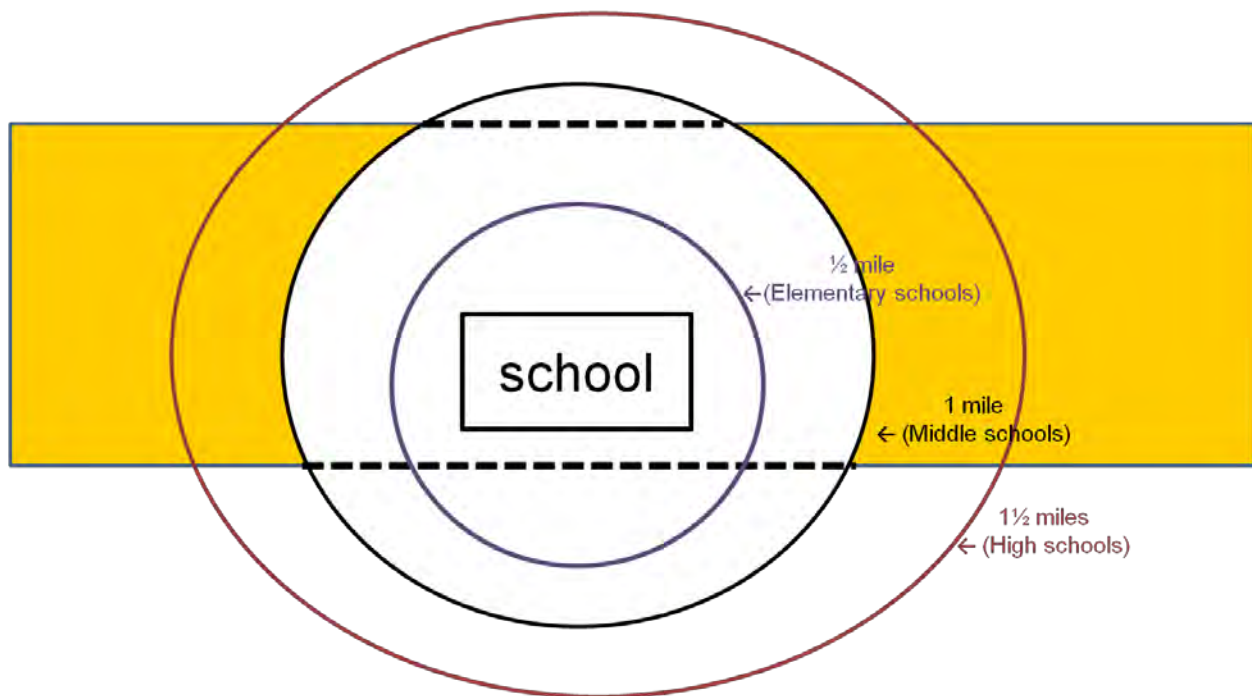 ½ mile
←(Elementary schools)
school
1 mile
← (Middle schools)
1½ miles
← (High schools)